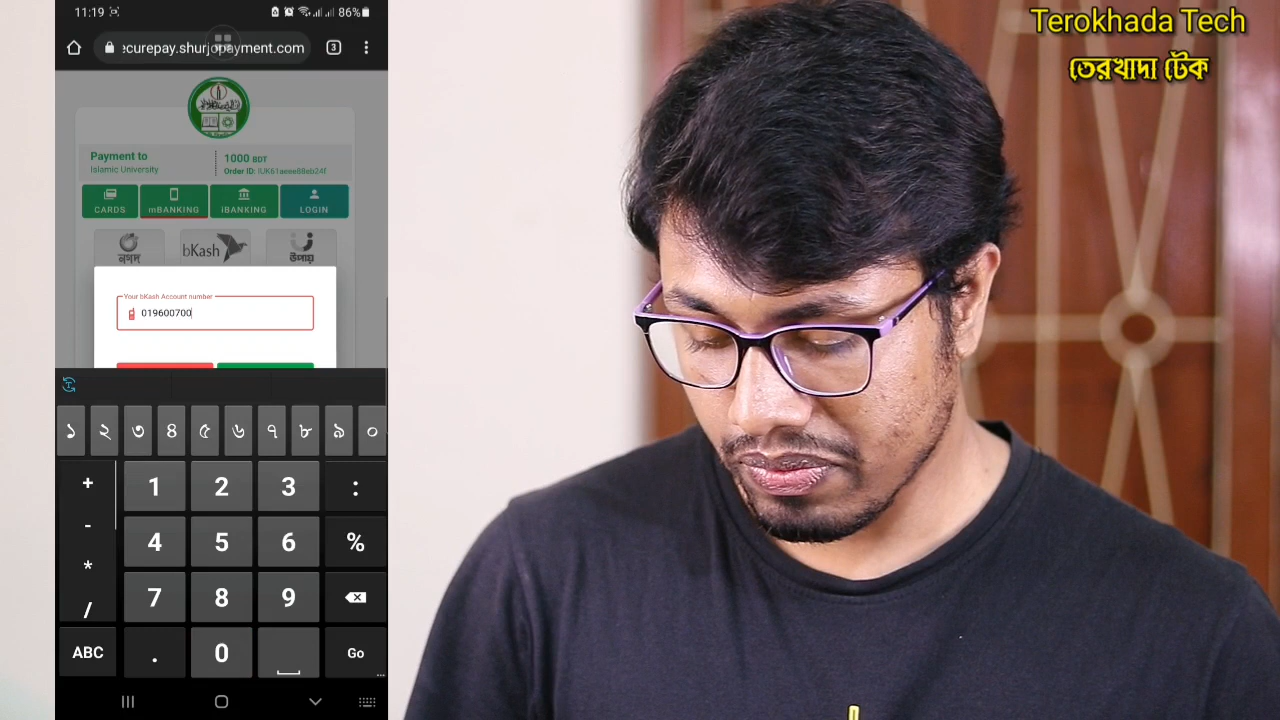 Terokhada Tech
তেরখাদা টেক
11:19
86%
:ecurepay.shurjopayment.com
3
Payment to
Islamic University
1000 BDT
Order ID: IUK61aeee88eb24f
CARDS mBANKING iBANKING LOGIN
নগদ bKash উপায়
Your bKash Account number
019600700
১ ২ ৩ ৪ ৫ ৬ ৭ ৮ ৯ ০
+ 1 2 3 :
- 4 5 6 %
*
/ 7 8 9
ABC . 0 Go